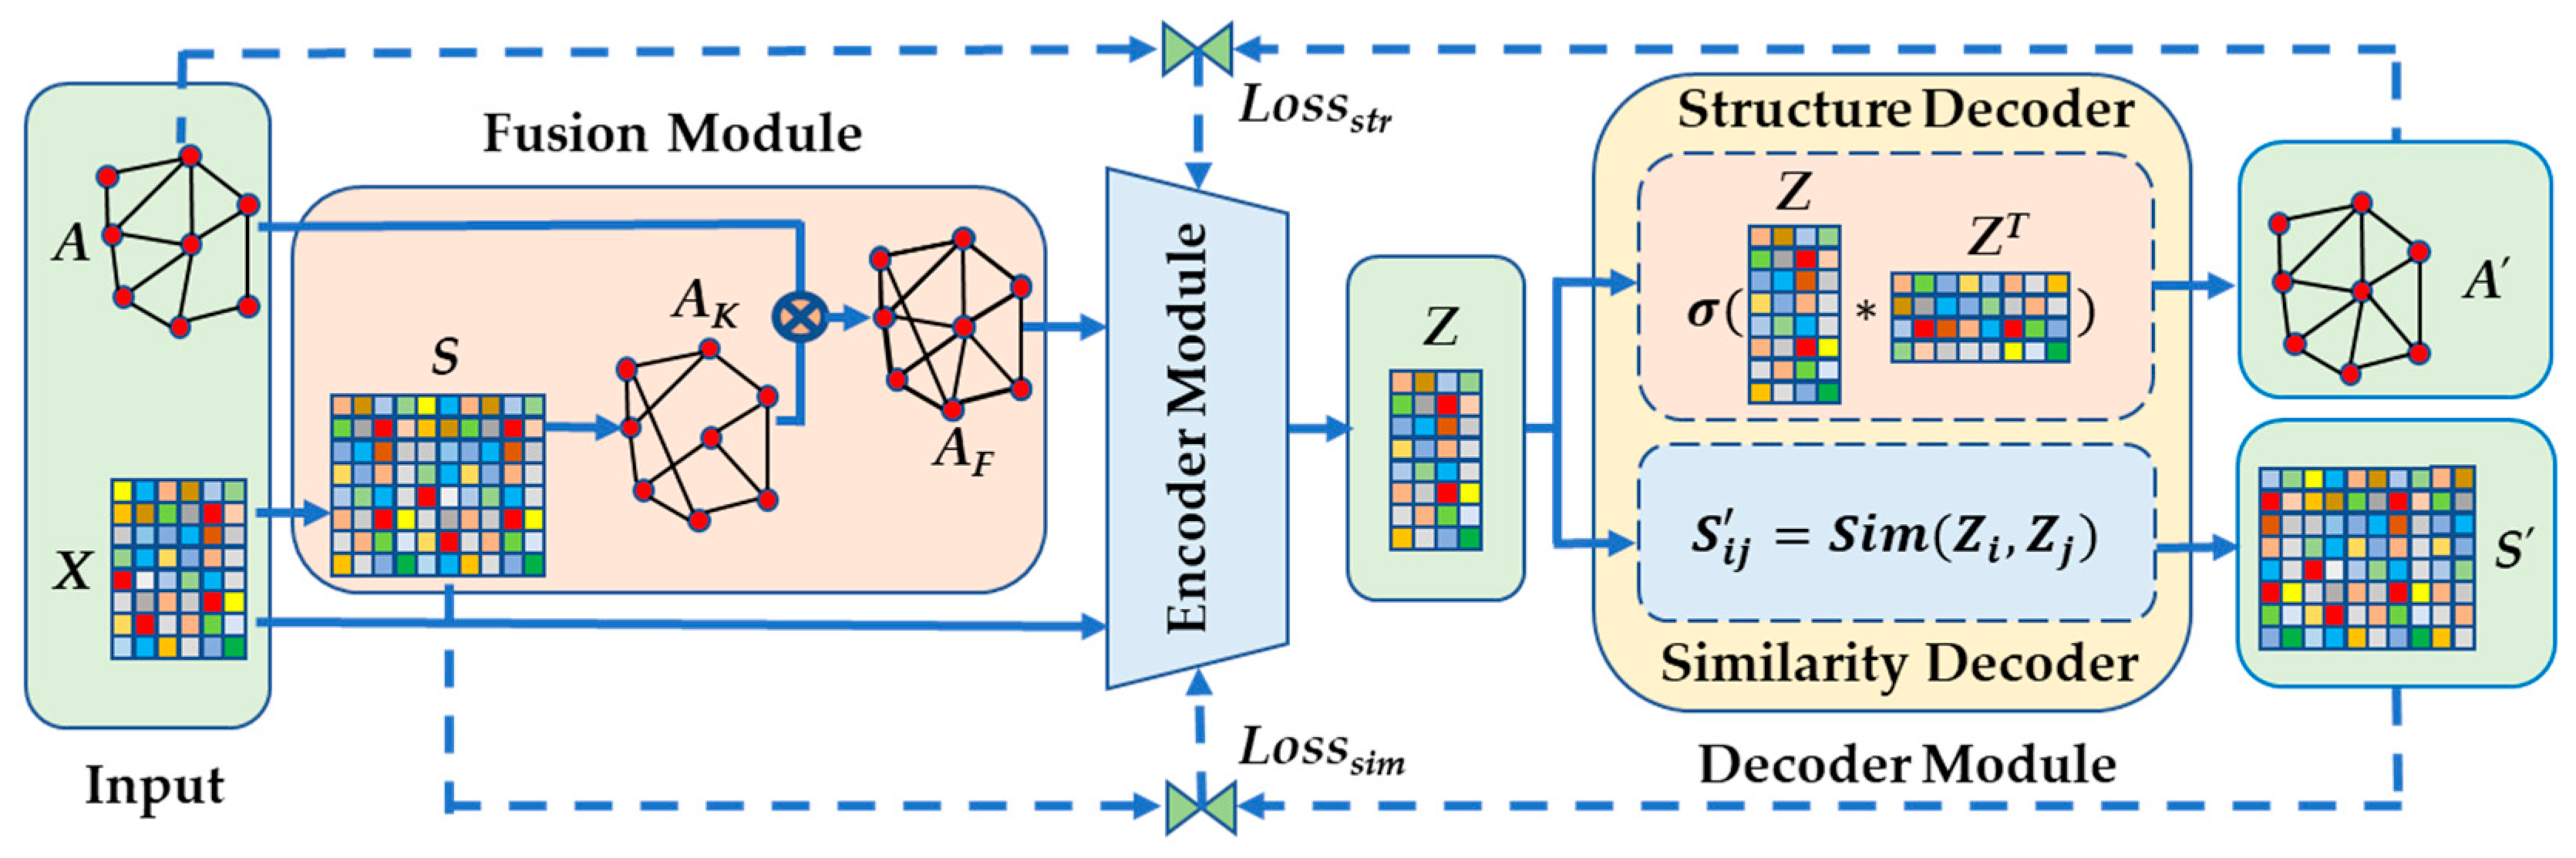 Loss_str
Structure Decoder
Fusion Module
Z
Z^T
A
A_K
σ( * )
A′
S
Z
A_F
Encoder Module
X
S′_ij = Sim(Z_i, Z_j)
S′
Similarity Decoder
Loss_sim
Decoder Module
Input